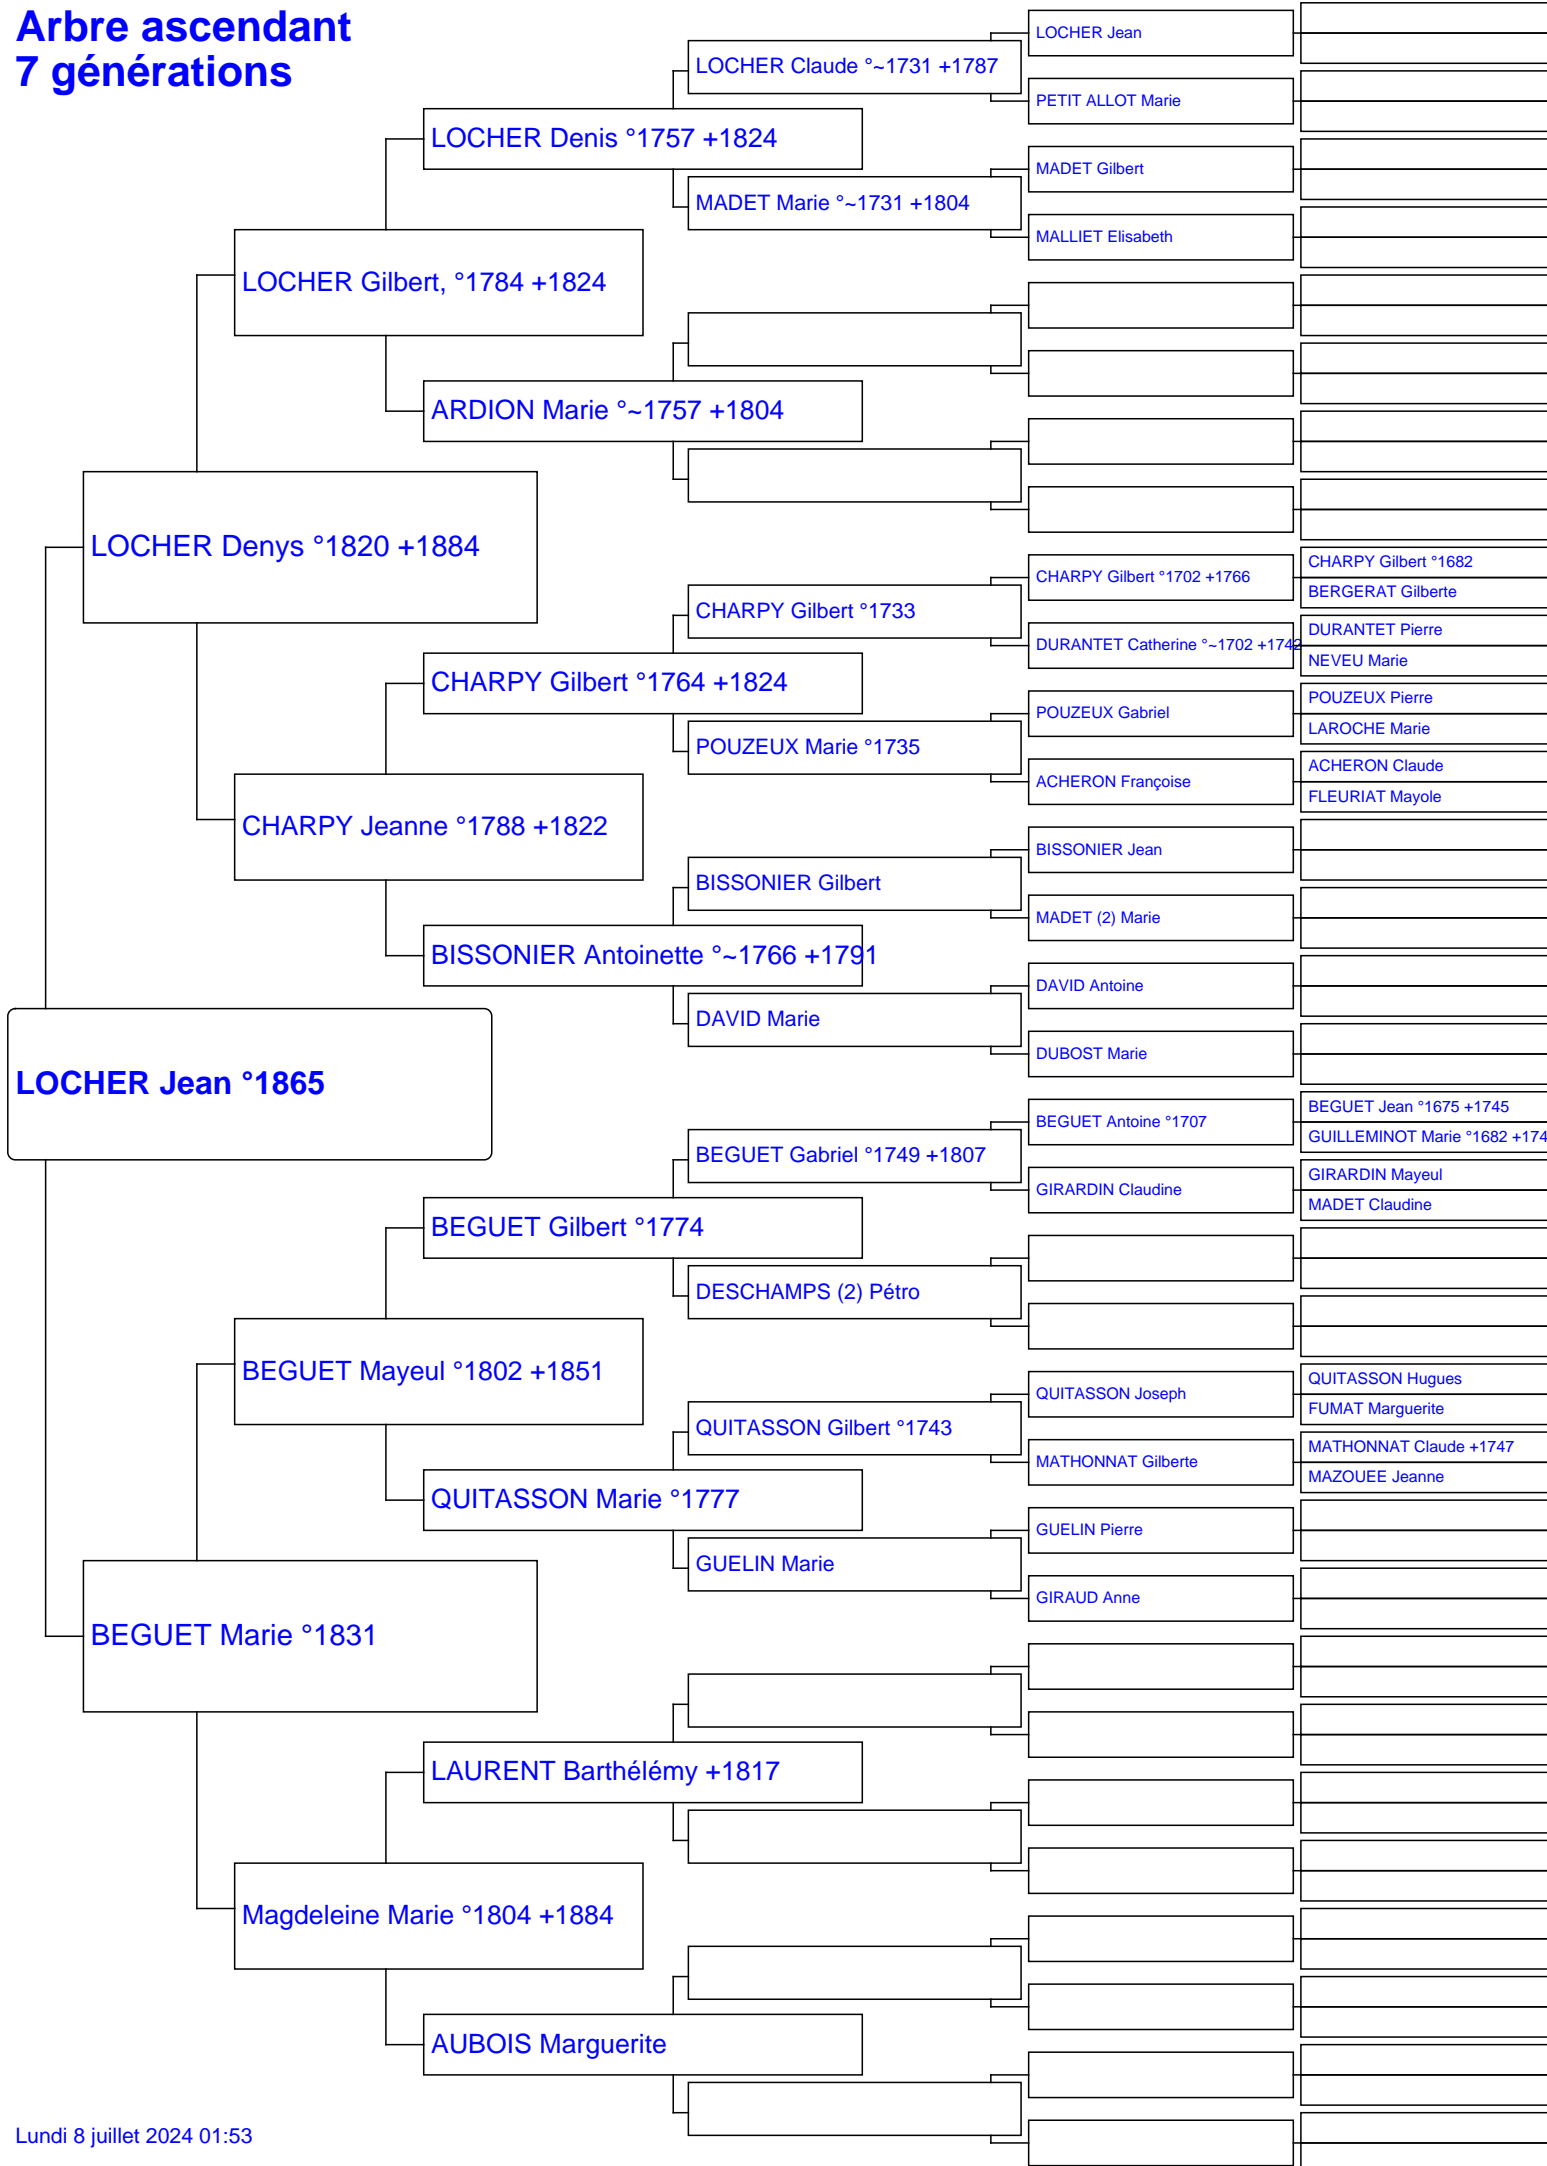 Arbre ascendant
7 générations
LOCHER Jean
LOCHER Claude °~1731 +1787
PETIT ALLOT Marie
LOCHER Denis °1757 +1824
MADET Gilbert
MADET Marie °~1731 +1804
MALLIET Elisabeth
LOCHER Gilbert, °1784 +1824
ARDION Marie °~1757 +1804
LOCHER Denys °1820 +1884
CHARPY Gilbert °1682
CHARPY Gilbert °1702 +1766
BERGERAT Gilberte
CHARPY Gilbert °1733
DURANTET Pierre
DURANTET Catherine °~1702 +1742
NEVEU Marie
CHARPY Gilbert °1764 +1824
POUZEUX Pierre
POUZEUX Gabriel
LAROCHE Marie
POUZEUX Marie °1735
ACHERON Claude
ACHERON Françoise
FLEURIAT Mayole
CHARPY Jeanne °1788 +1822
BISSONIER Jean
BISSONIER Gilbert
MADET (2) Marie
BISSONIER Antoinette °~1766 +1791
DAVID Antoine
DAVID Marie
DUBOST Marie
LOCHER Jean °1865
BEGUET Jean °1675 +1745
BEGUET Antoine °1707
GUILLEMINOT Marie °1682 +174
BEGUET Gabriel °1749 +1807
GIRARDIN Mayeul
GIRARDIN Claudine
MADET Claudine
BEGUET Gilbert °1774
DESCHAMPS (2) Pétro
BEGUET Mayeul °1802 +1851
QUITASSON Hugues
QUITASSON Joseph
FUMAT Marguerite
QUITASSON Gilbert °1743
MATHONNAT Claude +1747
MATHONNAT Gilberte
MAZOUEE Jeanne
QUITASSON Marie °1777
GUELIN Pierre
GUELIN Marie
GIRAUD Anne
BEGUET Marie °1831
LAURENT Barthélémy +1817
Magdeleine Marie °1804 +1884
AUBOIS Marguerite
Lundi 8 juillet 2024 01:53